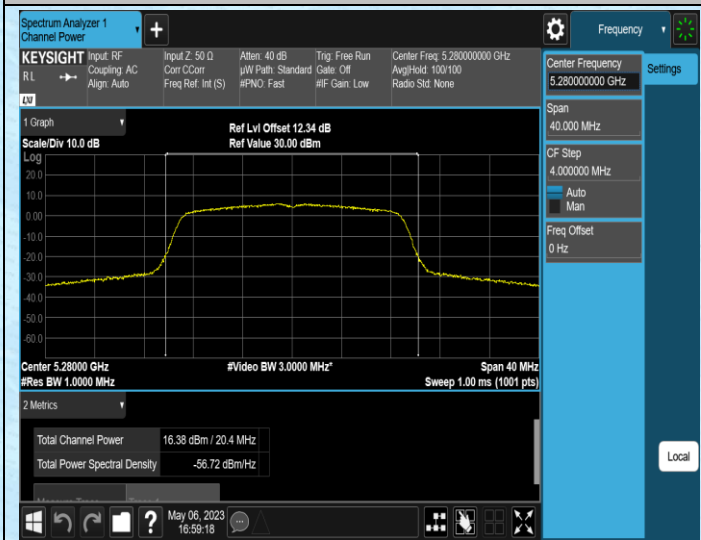 Spectrum Analyzer 1
Channel Power
Frequency
KEYSIGHT
RL
LXI
Input: RF
Coupling: AC
Align: Auto
Input Z: 50 Ω
Corr CCorr
Freq Ref: Int (S)
Atten: 40 dB
µW Path: Standard
#PNO: Fast
Trig: Free Run
Gate: Off
#IF Gain: Low
Center Freq: 5.280000000 GHz
Avg|Hold: 100/100
Radio Std: None
Center Frequency
5.280000000 GHz
Settings
Span
40.000 MHz
CF Step
4.000000 MHz
Auto
Man
Freq Offset
0 Hz
1 Graph
Scale/Div 10.0 dB
Ref Lvl Offset 12.34 dB
Ref Value 30.00 dBm
Log
20.0
10.0
0.00
-10.0
-20.0
-30.0
-40.0
-50.0
-60.0
Center 5.28000 GHz
#Video BW 3.0000 MHz*
Span 40 MHz
#Res BW 1.0000 MHz
Sweep 1.00 ms (1001 pts)
2 Metrics
Total Channel Power 16.38 dBm / 20.4 MHz
Total Power Spectral Density -56.72 dBm/Hz
Local
May 06, 2023
16:59:18